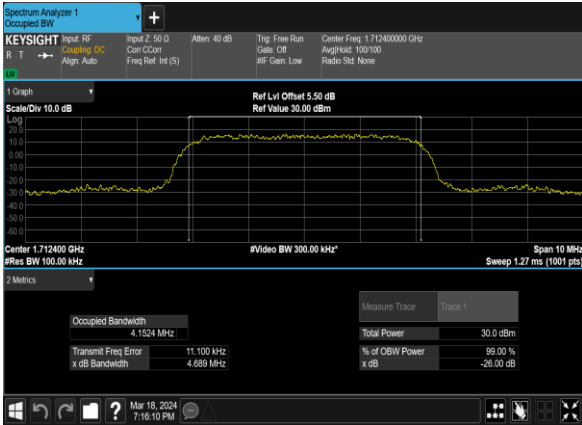 Spectrum Analyzer 1
Occupied BW
KEYSIGHT Input: RF Input Z: 50 Ω Atten: 40 dB Trig: Free Run Center Freq: 1.712400000 GHz
R T Coupling: DC Corr CCorr Gate: Off Avg|Hold: 100/100
Align: Auto Freq Ref: Int (S) #IF Gain: Low Radio Std: None
LV
1 Graph Ref Lvl Offset 5.50 dB
Scale/Div 10.0 dB Ref Value 30.00 dBm
Log
20.0
10.0
0.00
-10.0
-20.0
-30.0
-40.0
-50.0
-60.0
Center 1.712400 GHz #Video BW 300.00 kHz* Span 10 MHz
#Res BW 100.00 kHz Sweep 1.27 ms (1001 pts)
2 Metrics
Measure Trace Trace 1
Occupied Bandwidth
4.1524 MHz Total Power 30.0 dBm
Transmit Freq Error 11.100 kHz % of OBW Power 99.00 %
x dB Bandwidth 4.689 MHz x dB -26.00 dB
? Mar 18, 2024
7:16:10 PM